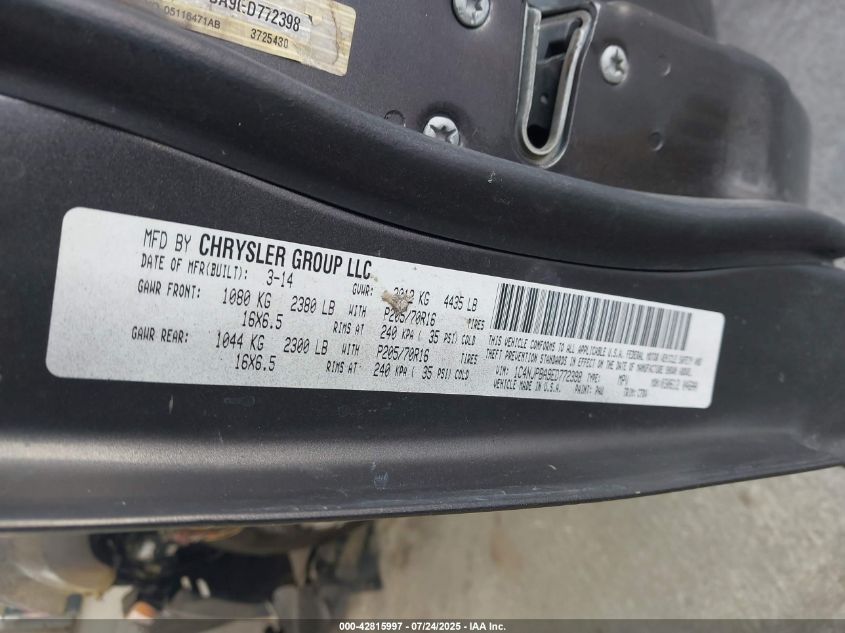 BA9ED772398
05116471AB
3725430
MFD BY CHRYSLER GROUP LLC
DATE OF MFR(BUILT): 3-14 GVWR: KG 4435 LB
GAWR FRONT: 1080 KG 2380 LB WITH P205/70R16 TIRES
16X6.5 RIMS AT 240 KPA ( 35 PSI) COLD
GAWR REAR: 1044 KG 2300 LB WITH P205/70R16 TIRES
16X6.5 RIMS AT: 240 KPA ( 35 PSI) COLD
THIS VEHICLE CONFORMS TO ALL APPLICABLE U.S.A. FEDERAL MOTOR VEHICLE SAFETY AND
THEFT PREVENTION STANDARDS IN EFFECT ON THE DATE OF MANUFACTURE SHOWN ABOVE.
VIN: 1C4NJPBA9ED772398 TYPE: MPV
VEHICLE MADE IN U.S.A. PAINT: TRIM:
000-42815997 - 07/24/2025 - IAA Inc.